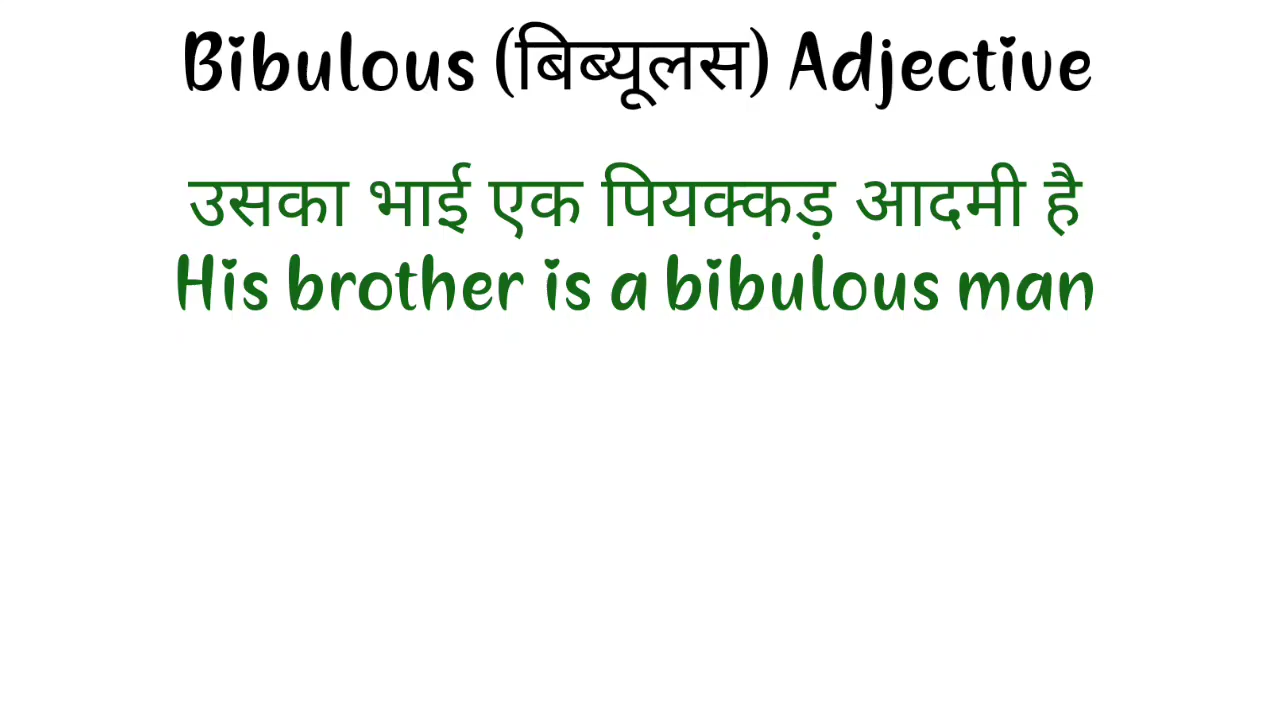 Bibulous (बिब्यूलस) Adjective
उसका भाई एक पियक्कड़ आदमी है
His brother is a bibulous man